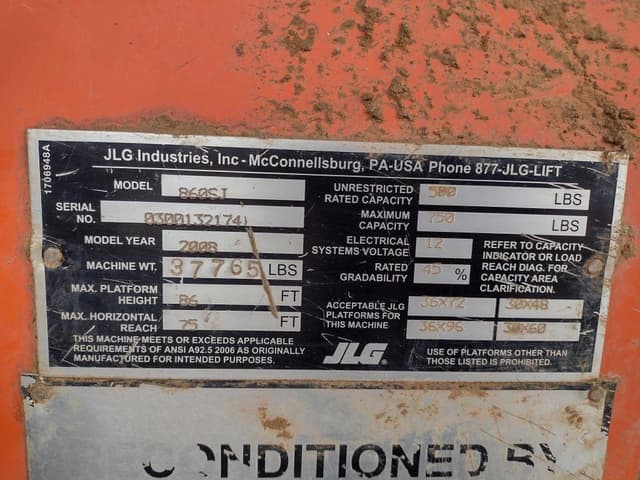 1706948A
JLG Industries, Inc - McConnellsburg, PA-USA Phone 877-JLG-LIFT
MODEL 860SJ
SERIAL NO. 0300132174
MODEL YEAR 2008
MACHINE WT. 37765 LBS
MAX. PLATFORM HEIGHT 86 FT
MAX. HORIZONTAL REACH 75 FT
THIS MACHINE MEETS OR EXCEEDS APPLICABLE
REQUIREMENTS OF ANSI A92.5 2006 AS ORIGINALLY
MANUFACTURED FOR INTENDED PURPOSES.
UNRESTRICTED RATED CAPACITY 500 LBS
MAXIMUM CAPACITY 750 LBS
ELECTRICAL SYSTEMS VOLTAGE 12
RATED GRADABILITY 45 %
REFER TO CAPACITY
INDICATOR OR LOAD
REACH DIAG. FOR
CAPACITY AREA
CLARIFICATION.
ACCEPTABLE JLG
PLATFORMS FOR
THIS MACHINE
36X72 30X48
36X96 30X60
JLG
USE OF PLATFORMS OTHER THAN
THOSE LISTED IS PROHIBITED.
NDITIONED